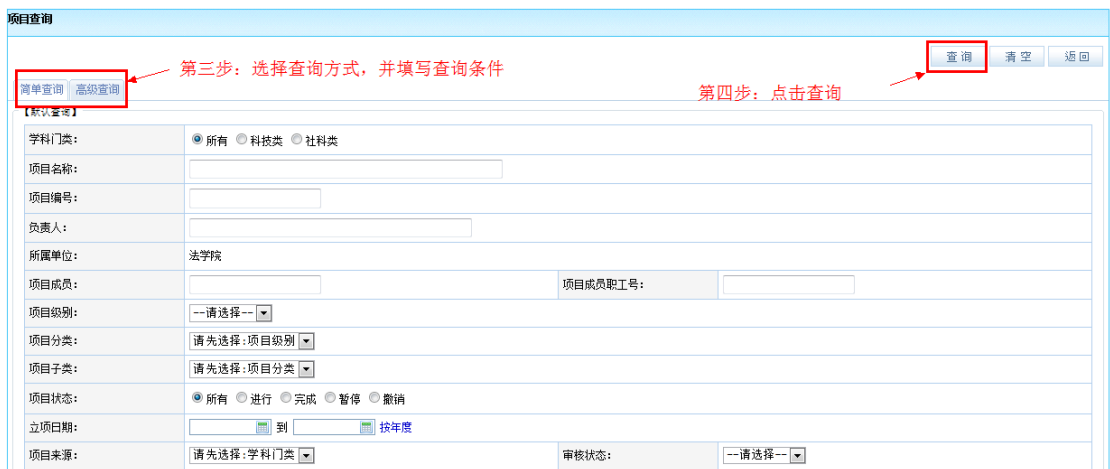 项目查询
查 询 清 空 返 回
第三步：选择查询方式，并填写查询条件
第四步：点击查询
简单查询 高级查询
【默认查询】
学科门类： 所有 科技类 社科类
项目名称：
项目编号：
负责人：
所属单位： 法学院
项目成员： 项目成员职工号：
项目级别： --请选择--
项目分类： 请先选择:项目级别
项目子类： 请先选择:项目分类
项目状态： 所有 进行 完成 暂停 撤销
立项日期： 到 按年度
项目来源： 请先选择:学科门类 审核状态： --请选择--